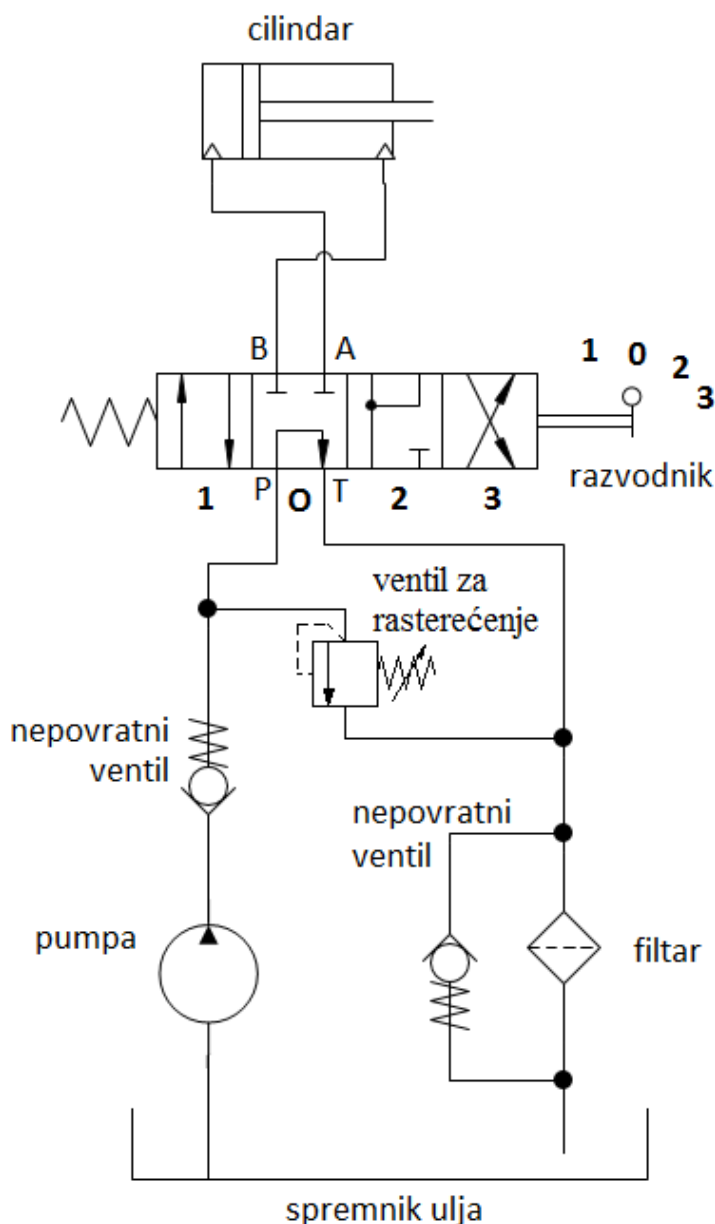 cilindar
B A
1 0 2 3
1 P O T 2 3
razvodnik
ventil za
rasterećenje
nepovratni
ventil
nepovratni
ventil
pumpa
filtar
spremnik ulja